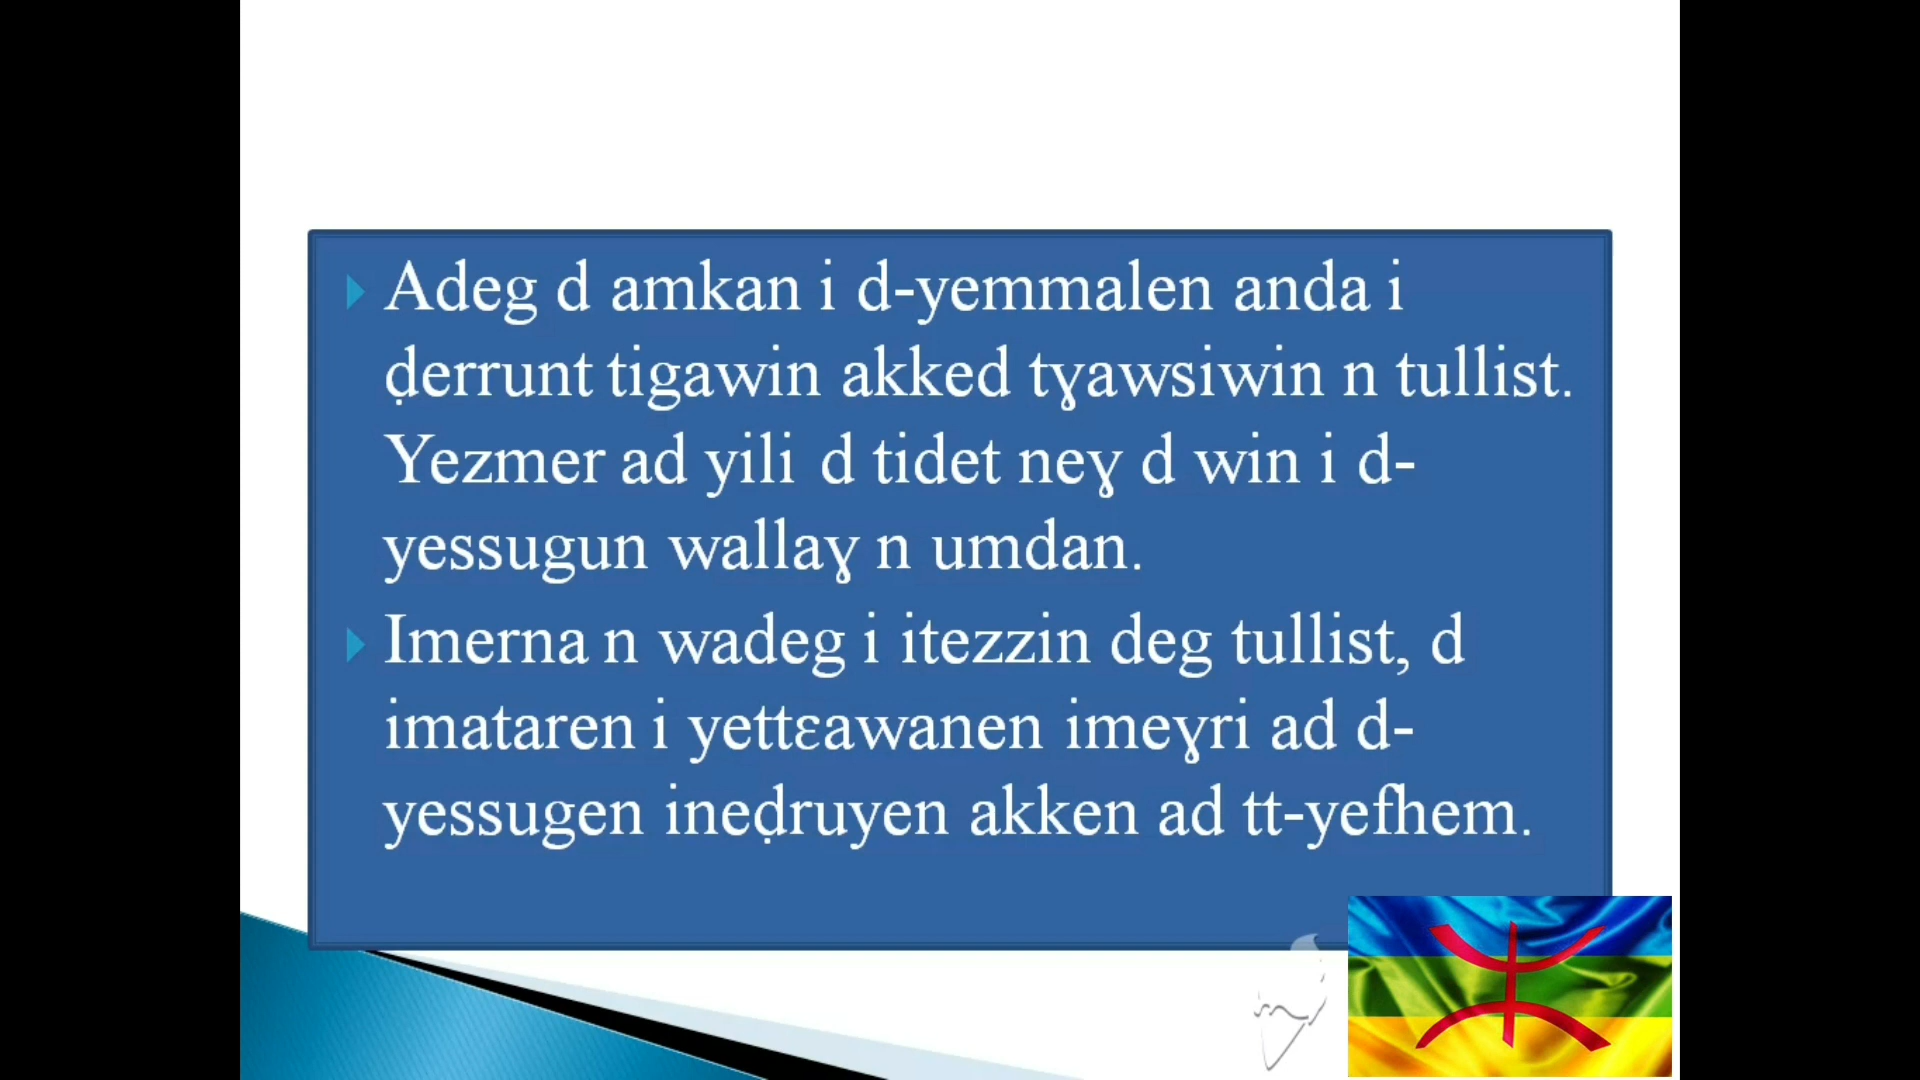 Adeg d amkan i d-yemmalen anda i
ḍerrunt tigawin akked tɣawsiwin n tullist.
Yezmer ad yili d tidet neɣ d win i d-
yessugun wallaɣ n umdan.
Imerna n wadeg i itezzin deg tullist, d
imataren i yettɛawanen imeɣri ad d-
yessugen ineḍruyen akken ad tt-yefhem.